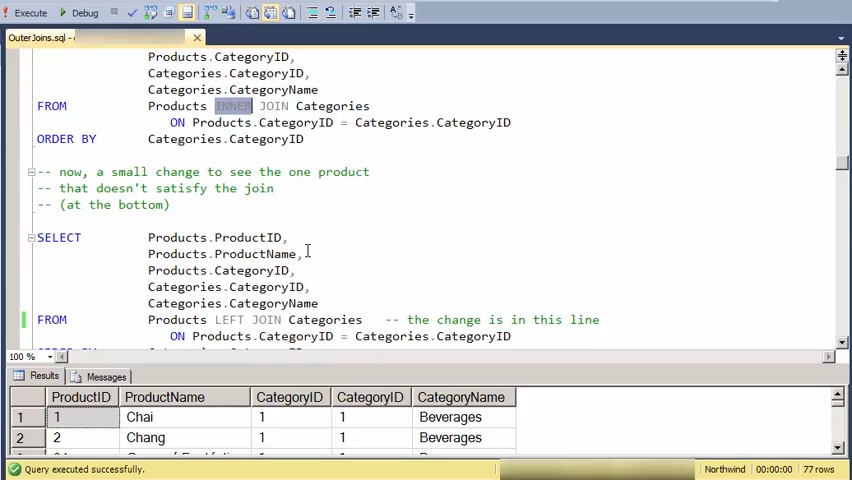 Execute Debug
OuterJoins.sql -
Products.CategoryID,
Categories.CategoryID,
Categories.CategoryName
FROM Products INNER JOIN Categories
ON Products.CategoryID = Categories.CategoryID
ORDER BY Categories.CategoryID
-- now, a small change to see the one product
-- that doesn't satisfy the join
-- (at the bottom)
SELECT Products.ProductID,
Products.ProductName,
Products.CategoryID,
Categories.CategoryID,
Categories.CategoryName
FROM Products LEFT JOIN Categories -- the change is in this line
ON Products.CategoryID = Categories.CategoryID
100 %
Results Messages
ProductID ProductName CategoryID CategoryID CategoryName
1 1 Chai 1 1 Beverages
2 2 Chang 1 1 Beverages
Query executed successfully. Northwind 00:00:00 77 rows